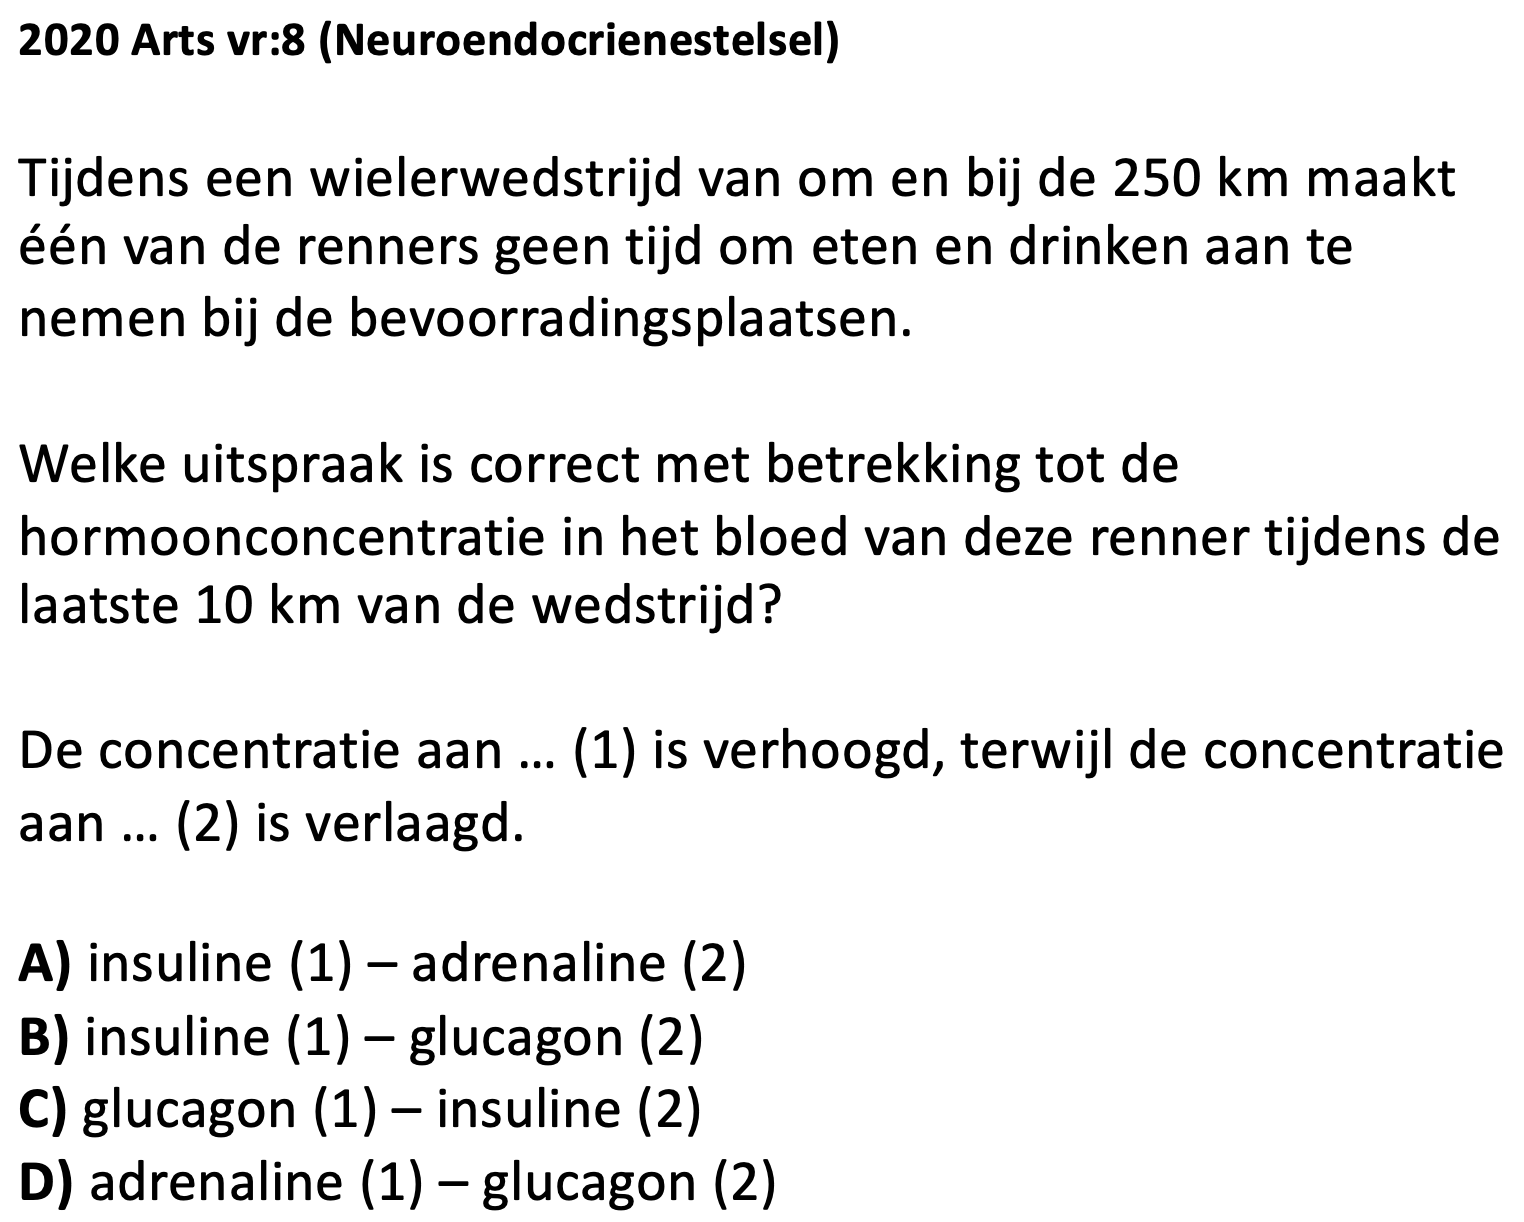 2020 Arts vr:8 (Neuroendocrienestelsel)
Tijdens een wielerwedstrijd van om en bij de 250 km maakt
één van de renners geen tijd om eten en drinken aan te
nemen bij de bevoorradingsplaatsen.
Welke uitspraak is correct met betrekking tot de
hormoonconcentratie in het bloed van deze renner tijdens de
laatste 10 km van de wedstrijd?
De concentratie aan ... (1) is verhoogd, terwijl de concentratie
aan ... (2) is verlaagd.
A) insuline (1) – adrenaline (2)
B) insuline (1) – glucagon (2)
C) glucagon (1) – insuline (2)
D) adrenaline (1) – glucagon (2)